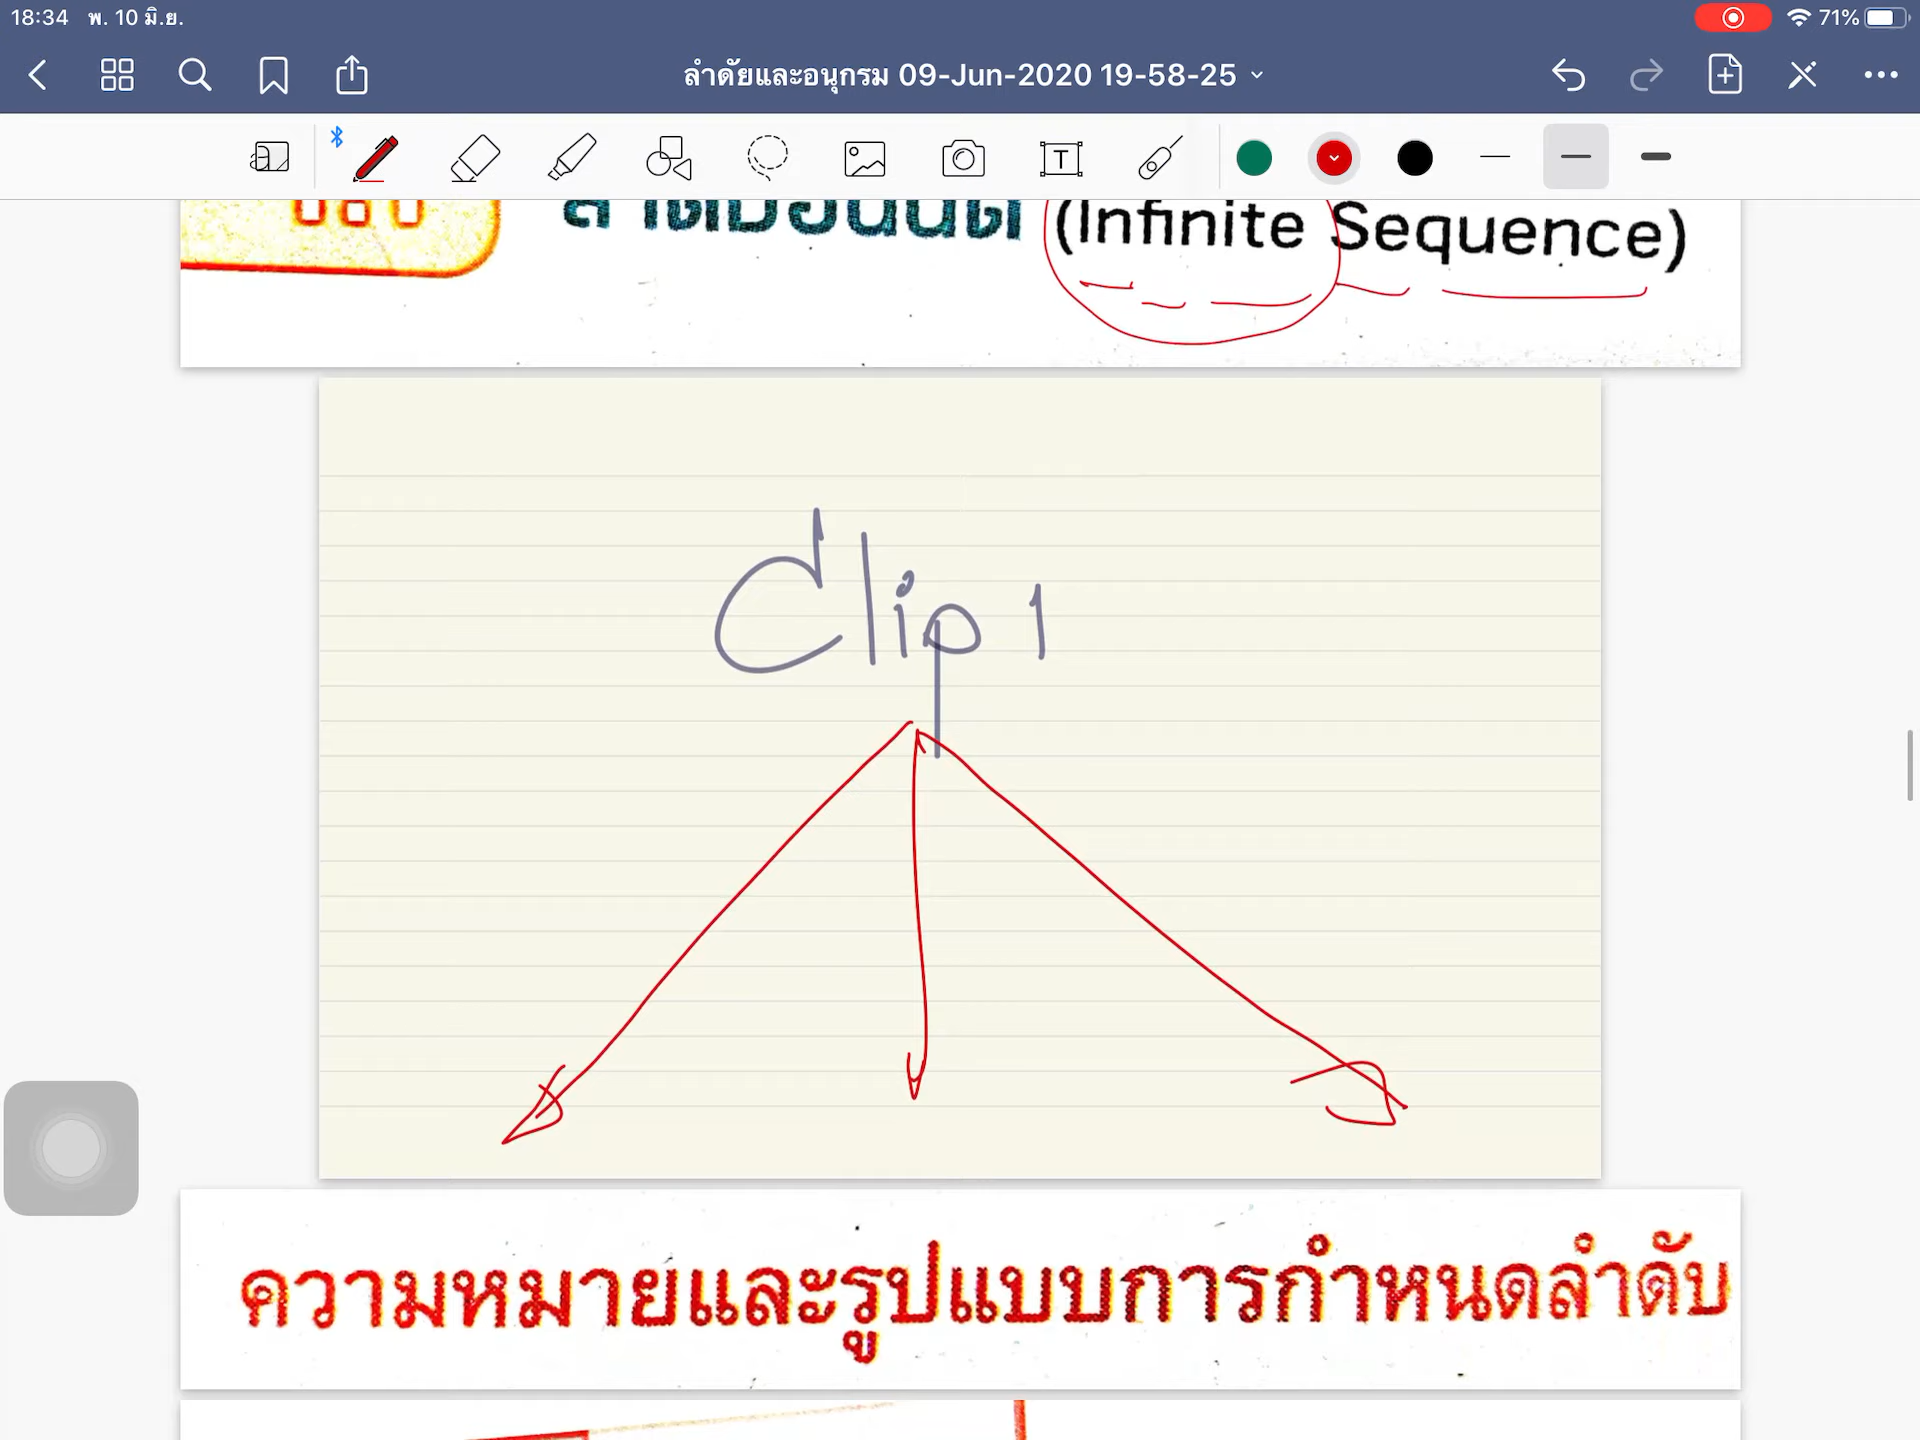 18:34 พ. 10 มิ.ย. 71%
ลำดัยและอนุกรม 09-Jun-2020 19-58-25
(Infinite Sequence)
Clip 1
ความหมายและรูปแบบการกำหนดลำดับ